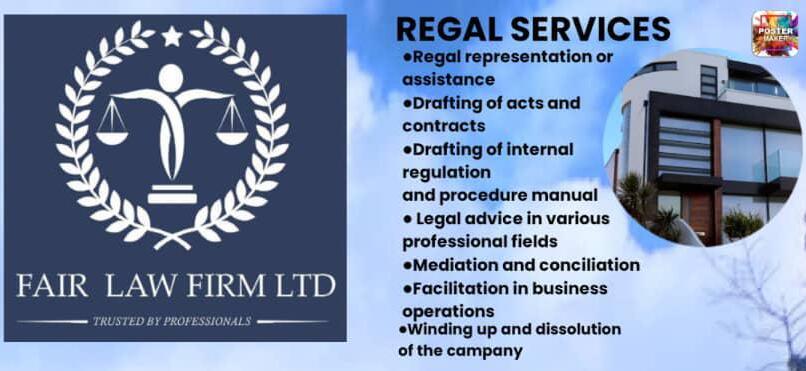 FAIR LAW FIRM LTD
TRUSTED BY PROFESSIONALS
REGAL SERVICES
●Regal representation or
assistance
●Drafting of acts and
contracts
●Drafting of internal
regulation
and procedure manual
● Legal advice in various
professional fields
●Mediation and conciliation
●Facilitation in business
operations
●Winding up and dissolution
of the campany
POSTER
MAKER